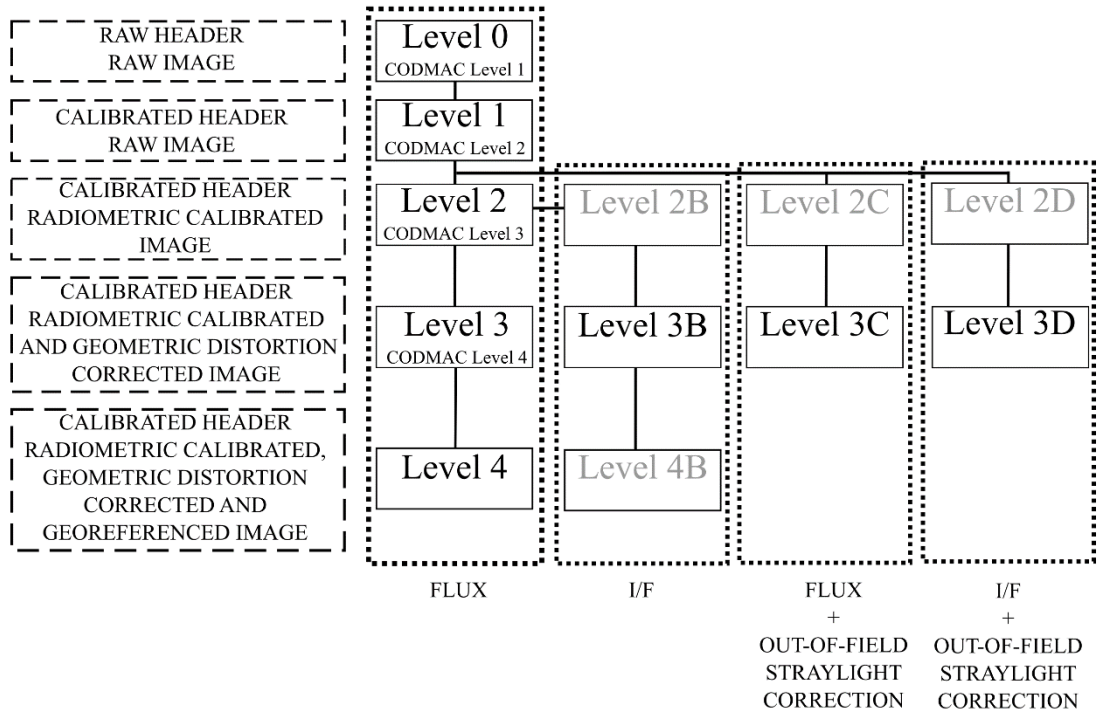 RAW HEADER
RAW IMAGE
Level 0
CODMAC Level 1
CALIBRATED HEADER
RAW IMAGE
Level 1
CODMAC Level 2
CALIBRATED HEADER
RADIOMETRIC CALIBRATED
IMAGE
Level 2
CODMAC Level 3
Level 2B
Level 2C
Level 2D
CALIBRATED HEADER
RADIOMETRIC CALIBRATED
AND GEOMETRIC DISTORTION
CORRECTED IMAGE
Level 3
CODMAC Level 4
Level 3B
Level 3C
Level 3D
CALIBRATED HEADER
RADIOMETRIC CALIBRATED,
GEOMETRIC DISTORTION
CORRECTED AND
GEOREFERENCED IMAGE
Level 4
Level 4B
FLUX
I/F
FLUX
+
OUT-OF-FIELD
STRAYLIGHT
CORRECTION
I/F
+
OUT-OF-FIELD
STRAYLIGHT
CORRECTION